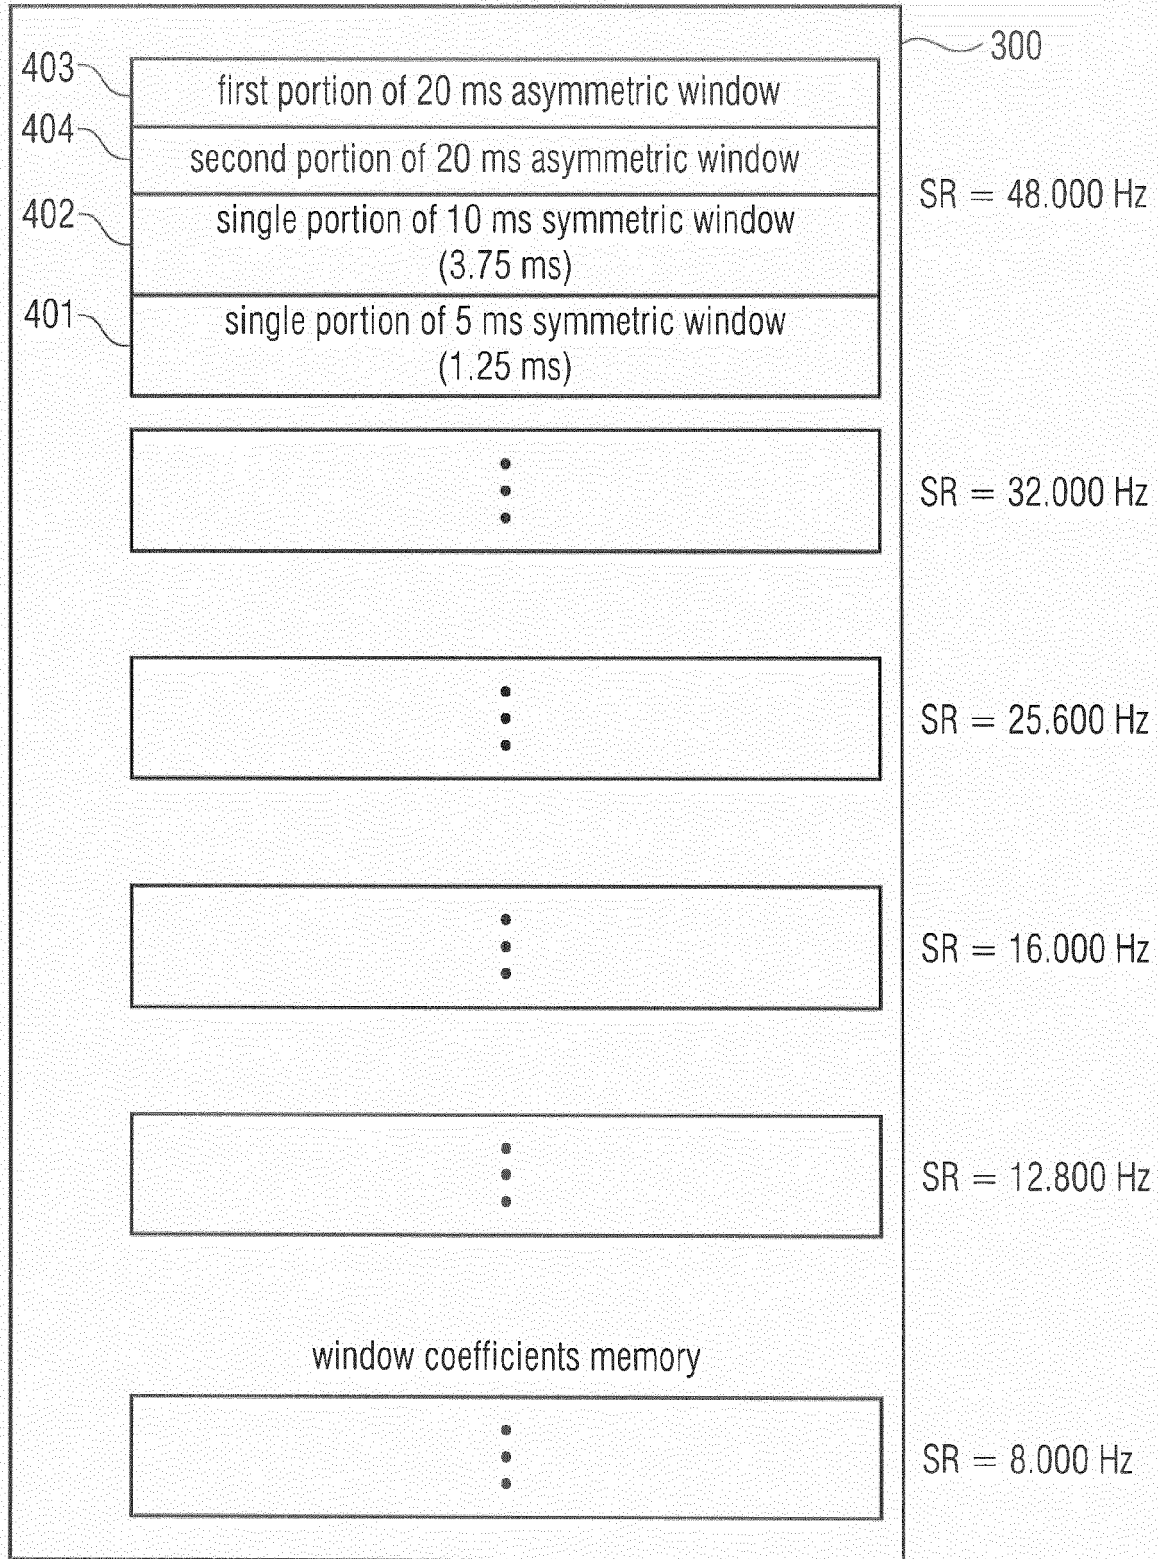 300
403
first portion of 20 ms asymmetric window
404
second portion of 20 ms asymmetric window
SR = 48.000 Hz
402
single portion of 10 ms symmetric window
(3.75 ms)
401
single portion of 5 ms symmetric window
(1.25 ms)
SR = 32.000 Hz
SR = 25.600 Hz
SR = 16.000 Hz
SR = 12.800 Hz
window coefficients memory
SR = 8.000 Hz